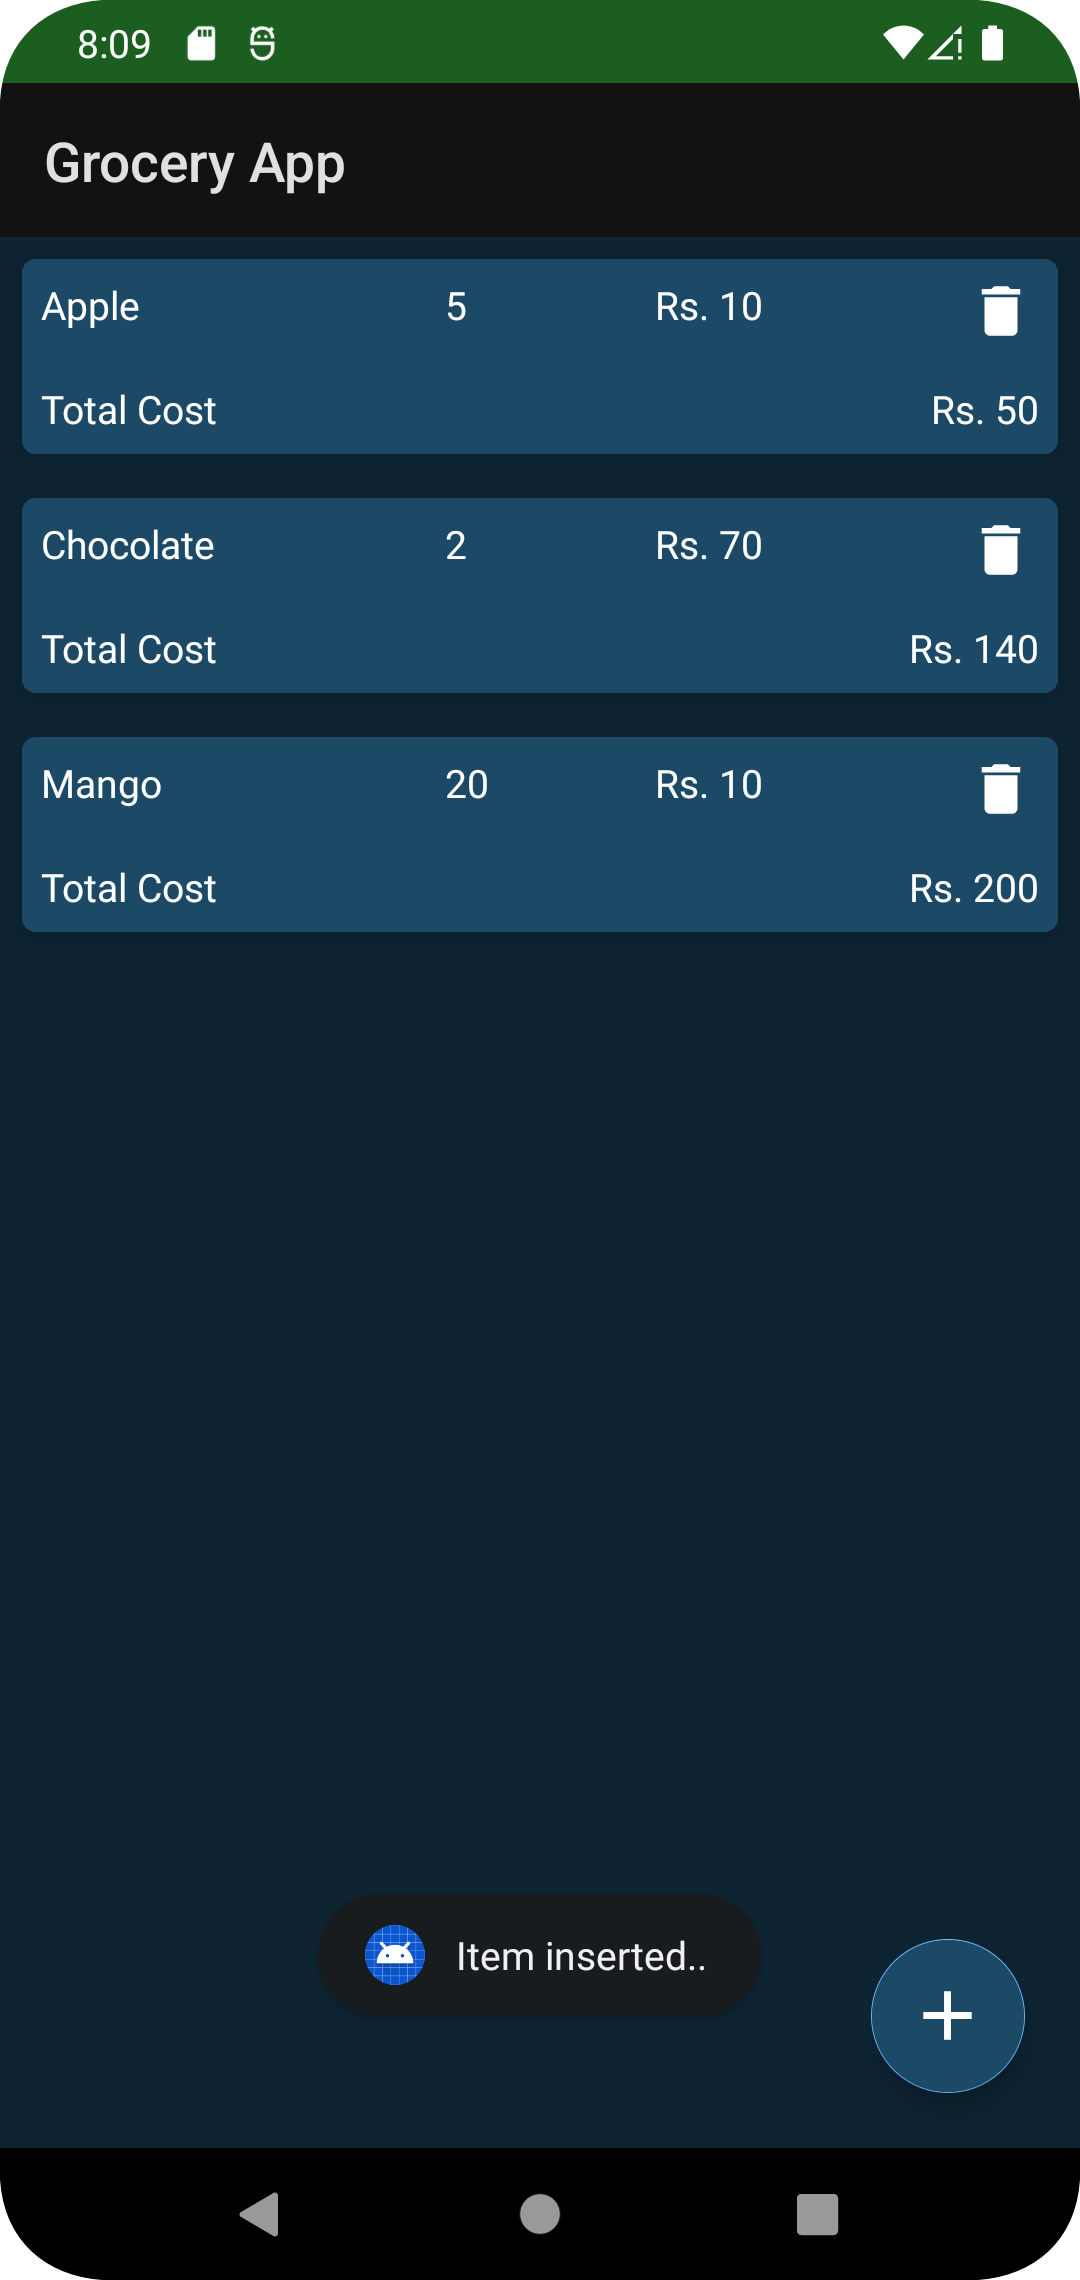 8:09
Grocery App
Apple 5 Rs. 10
Total Cost Rs. 50
Chocolate 2 Rs. 70
Total Cost Rs. 140
Mango 20 Rs. 10
Total Cost Rs. 200
Item inserted..